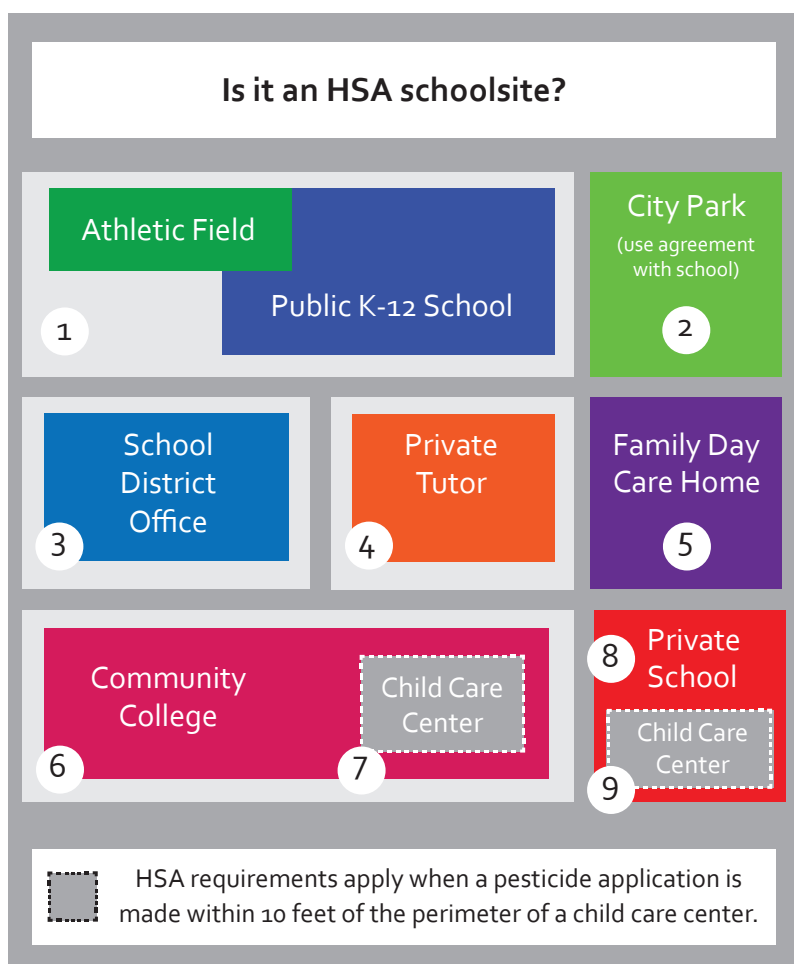 Is it an HSA schoolsite?
Athletic Field
Public K-12 School
1
City Park
(use agreement
with school)
2
School
District
Office
3
Private
Tutor
4
Family Day
Care Home
5
Community
College
6
Child Care
Center
7
8
Private
School
Child Care
Center
9
HSA requirements apply when a pesticide application is
made within 10 feet of the perimeter of a child care center.